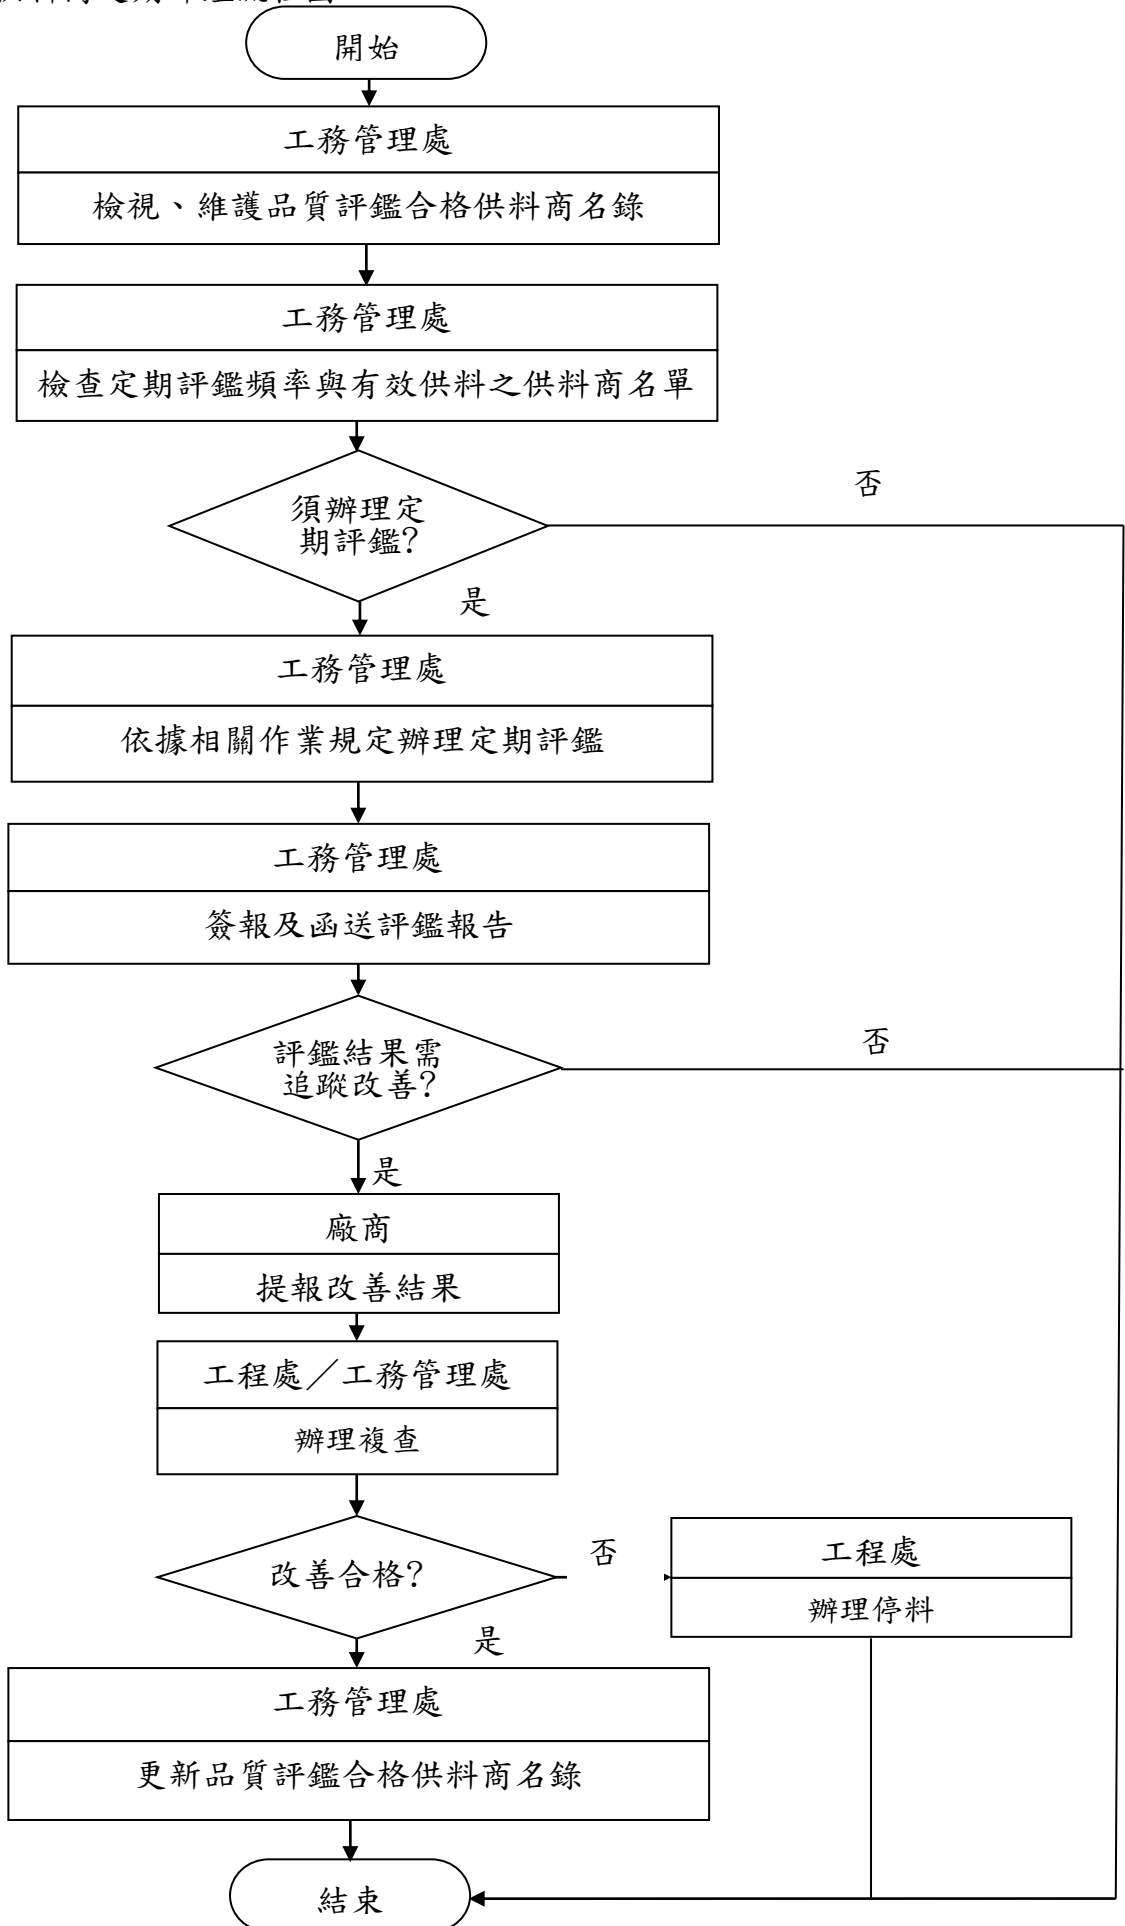 開始
工務管理處
檢視、維護品質評鑑合格供料商名錄
工務管理處
檢查定期評鑑頻率與有效供料之供料商名單
須辦理定
期評鑑?
否
是
工務管理處
依據相關作業規定辦理定期評鑑
工務管理處
簽報及函送評鑑報告
評鑑結果需
追蹤改善?
否
是
廠商
提報改善結果
工程處／工務管理處
辦理複查
改善合格?
否
工程處
辦理停料
是
工務管理處
更新品質評鑑合格供料商名錄
結束